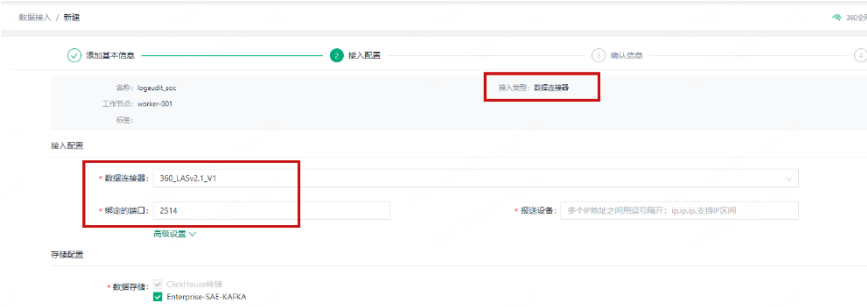 数据接入 / 新建
360全
添加基本信息
2 接入配置
3 确认信息
4
名称: logaudit_soc
接入类型: 数据连接器
工作节点: worker-001
标签:
接入配置
* 数据连接器: 360_LASv2.1_V1
* 绑定的端口: 2514
* 报送设备: 多个IP地址之间用逗号隔开; ip,ip,ip,支持IP区间
高级设置
存储配置
* 数据存储: ClickHouse存储
Enterprise-SAE-KAFKA